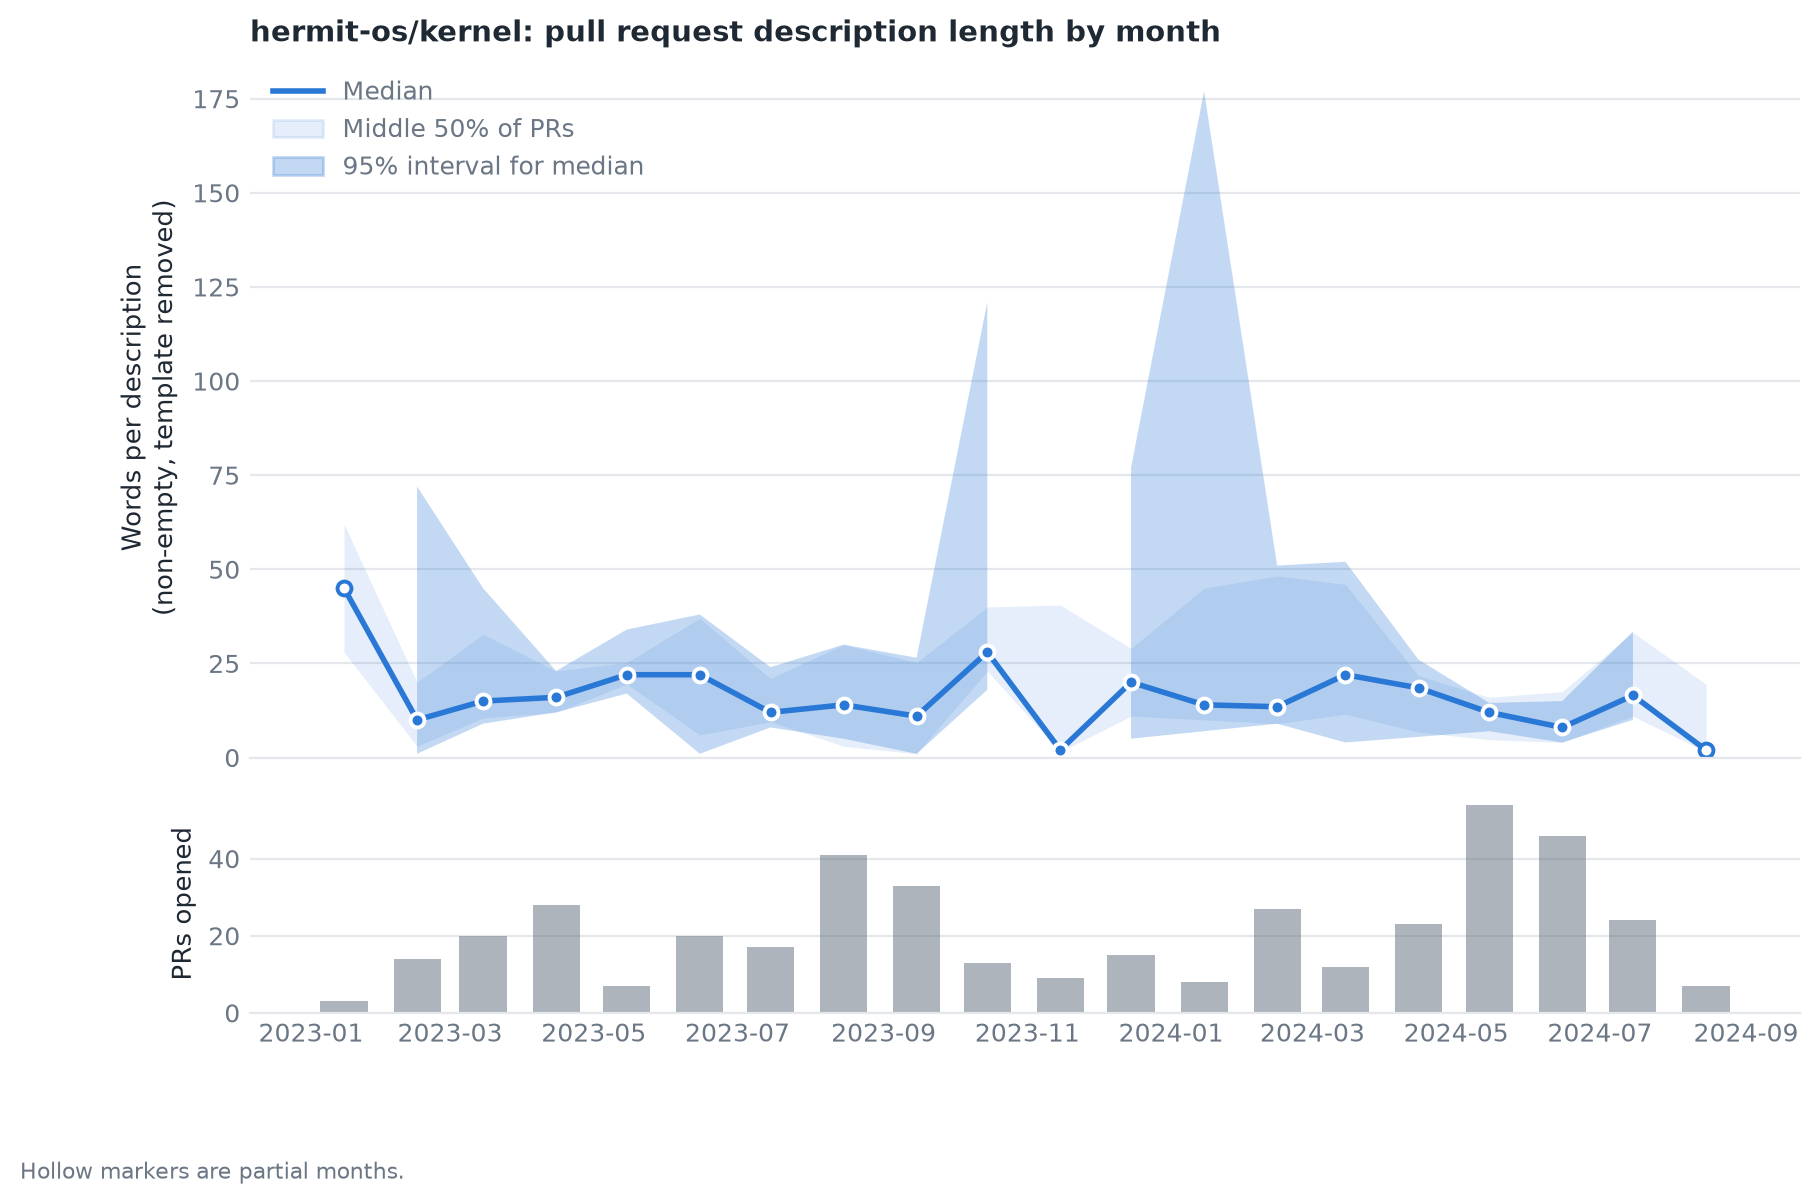 hermit-os/kernel: pull request description length by month
Median
Middle 50% of PRs
95% interval for median
Words per description
(non-empty, template removed)
175
150
125
100
75
50
25
0
PRs opened
40
20
0
2023-01
2023-03
2023-05
2023-07
2023-09
2023-11
2024-01
2024-03
2024-05
2024-07
2024-09
Hollow markers are partial months.